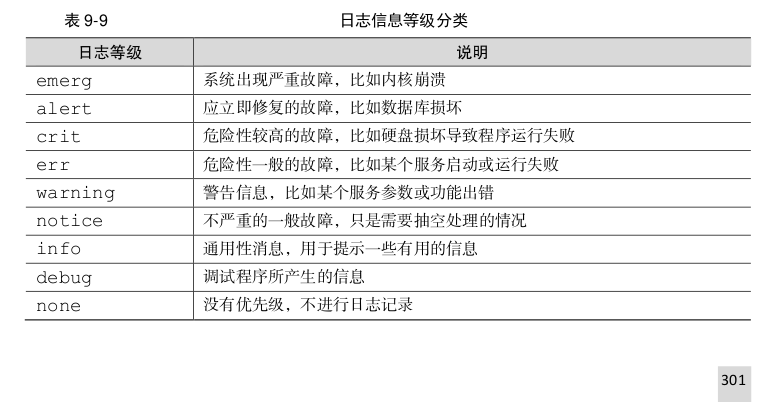 表 9-9 日志信息等级分类
日志等级 说明
emerg 系统出现严重故障，比如内核崩溃
alert 应立即修复的故障，比如数据库损坏
crit 危险性较高的故障，比如硬盘损坏导致程序运行失败
err 危险性一般的故障，比如某个服务启动或运行失败
warning 警告信息，比如某个服务参数或功能出错
notice 不严重的一般故障，只是需要抽空处理的情况
info 通用性消息，用于提示一些有用的信息
debug 调试程序所产生的信息
none 没有优先级，不进行日志记录
301